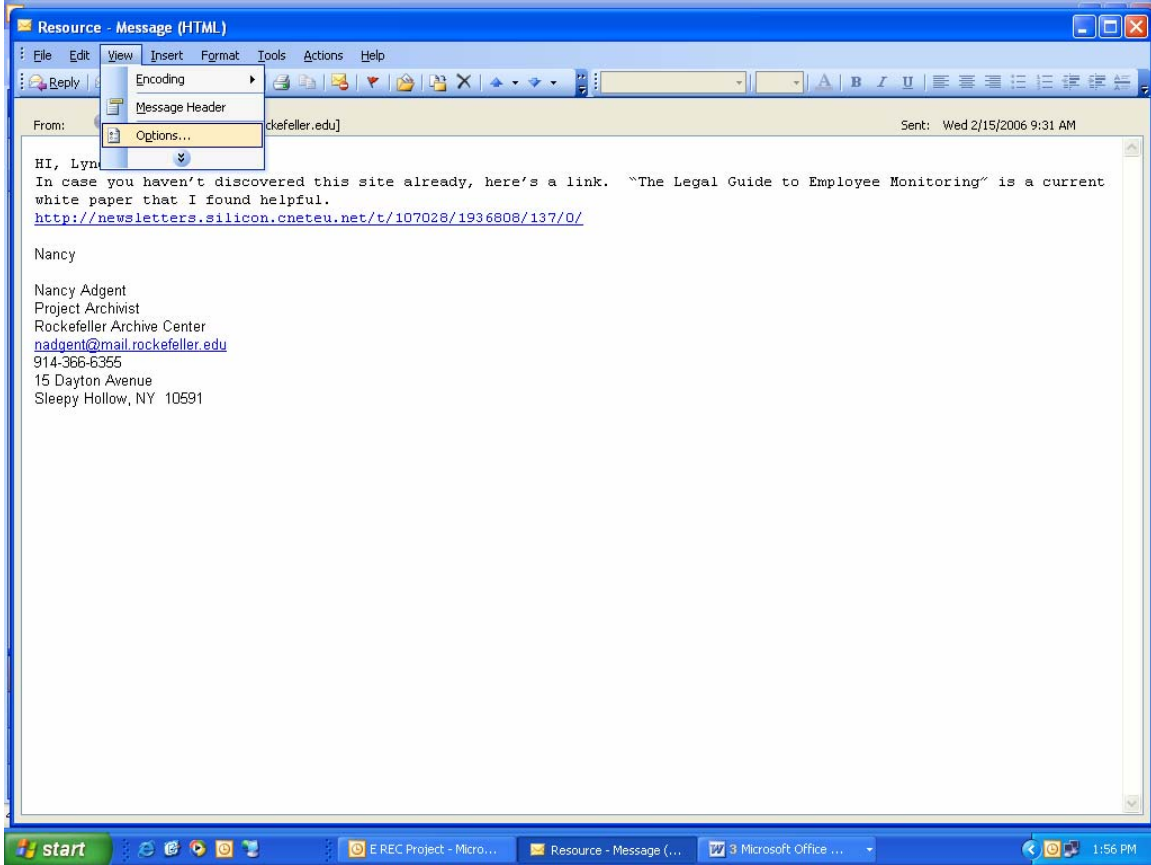 Resource - Message (HTML)
File Edit View Insert Format Tools Actions Help
Reply
Encoding
Message Header
Options...
From: ckefeller.edu] Sent: Wed 2/15/2006 9:31 AM
HI, Lyn
In case you haven't discovered this site already, here's a link. "The Legal Guide to Employee Monitoring" is a current
white paper that I found helpful.
http://newsletters.silicon.cneteu.net/t/107028/1936808/137/0/
Nancy
Nancy Adgent
Project Archivist
Rockefeller Archive Center
nadgent@mail.rockefeller.edu
914-366-6355
15 Dayton Avenue
Sleepy Hollow, NY 10591
start E REC Project - Micro... Resource - Message (... 3 Microsoft Office ... 1:56 PM